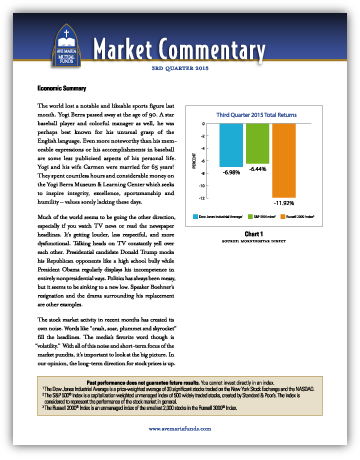 AVE MARIA
MUTUAL
FUNDS
Market Commentary
3RD QUARTER 2015
Economic Summary
The world lost a notable and likeable sports figure last
month. Yogi Berra passed away at the age of 90. A star
baseball player and colorful manager as well, he was
perhaps best known for his unusual grasp of the
English language. Even more noteworthy than his mem-
orable expressions or his accomplishments in baseball
are some less publicized aspects of his personal life.
Yogi and his wife Carmen were married for 65 years!
They spent countless hours and considerable money on
the Yogi Berra Museum & Learning Center which seeks
to inspire integrity, excellence, sportsmanship and
humility – values sorely lacking these days.
Much of the world seems to be going the other direction,
especially if you watch TV news or read the newspaper
headlines. It's getting louder, less respectful, and more
dysfunctional. Talking heads on TV constantly yell over
each other. Presidential candidate Donald Trump mocks
his Republican opponents like a high school bully while
President Obama regularly displays his incompetence in
entirely nonpresidential ways. Politics has always been messy,
but it seems to be sinking to a new low. Speaker Boehner's
resignation and the drama surrounding his replacement
are other examples.
The stock market activity in recent months has created its
own noise. Words like "crash, soar, plummet and skyrocket"
fill the headlines. The media's favorite word though is
"volatility." With all of this noise and short-term focus of the
market pundits, it's important to look at the big picture. In
our opinion, the long-term direction for stock prices is up.
Third Quarter 2015 Total Returns
PERCENT
0
-2
-4
-6
-8
-10
-12
-6.98%
-6.44%
-11.92%
Dow Jones Industrial Average¹
S&P 500 Index²
Russell 2000 Index³
Chart 1
SOURCE: MORNINGSTAR DIRECT
Past performance does not guarantee future results. You cannot invest directly in an index.
¹ The Dow Jones Industrial Average is a price-weighted average of 30 significant stocks traded on the New York Stock Exchange and the NASDAQ.
² The S&P 500® Index is a capitalization weighted unmanaged index of 500 widely traded stocks, created by Standard & Poor's. The index is
considered to represent the performance of the stock market in general.
³ The Russell 2000® Index is an unmanaged index of the smallest 2,000 stocks in the Russell 3000® Index.
www.avemariafunds.com